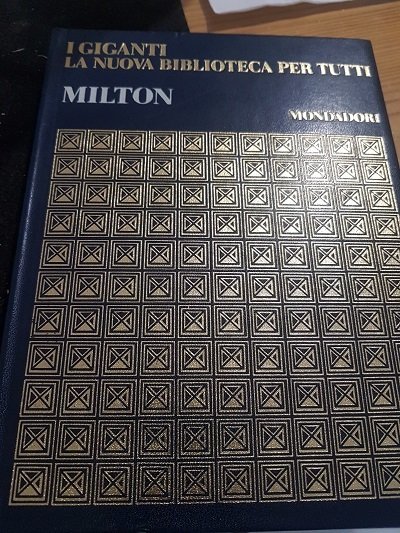 I GIGANTI
LA NUOVA BIBLIOTECA PER TUTTI
MILTON
MONDADORI